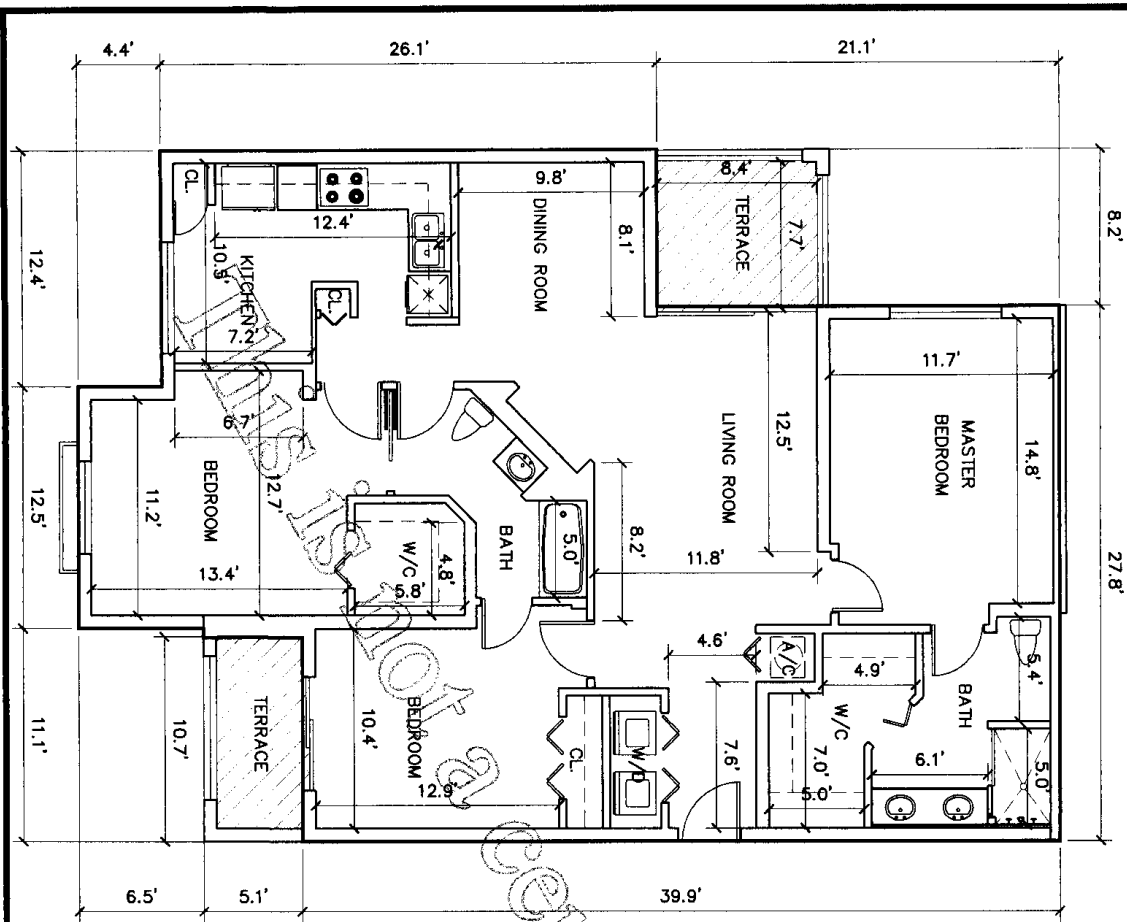 4.4'
26.1'
21.1'
8.2'
12.4'
CL.
12.4'
10.5'
KITCHEN
7.2'
CL.
9.8'
DINING ROOM
8.1'
8.4'
TERRACE
7.7'
11.7'
MASTER
BEDROOM
14.8'
12.5'
LIVING ROOM
27.8'
12.5'
6.7'
12.7'
BEDROOM
11.2'
13.4'
W/C
4.8'
5.8'
BATH
5.0'
8.2'
11.8'
4.6'
A/C
4.9'
W/C
7.0'
5.0'
7.6'
BATH
5.4'
5.0'
6.1'
11.1'
10.7'
TERRACE
BEDROOM
10.4'
12.9'
CL.
W/D
6.5'
5.1'
39.9'
This is not a ce